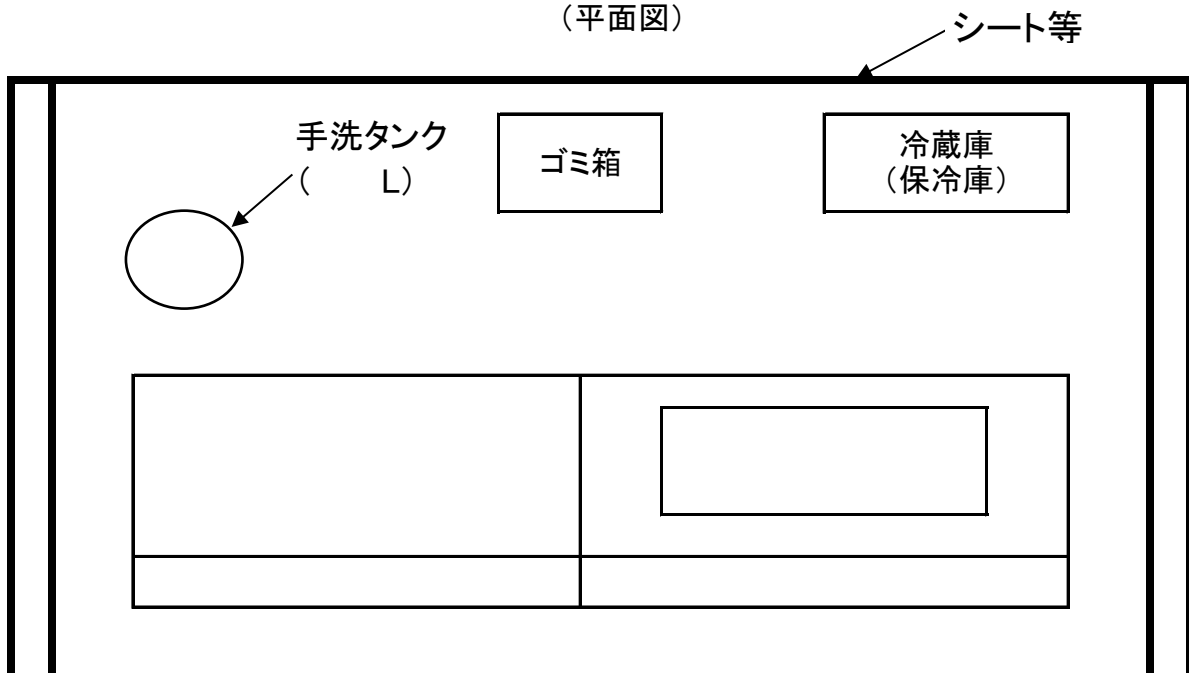 （平面図）
シート等
手洗タンク
（　　L）
ゴミ箱
冷蔵庫
（保冷庫）